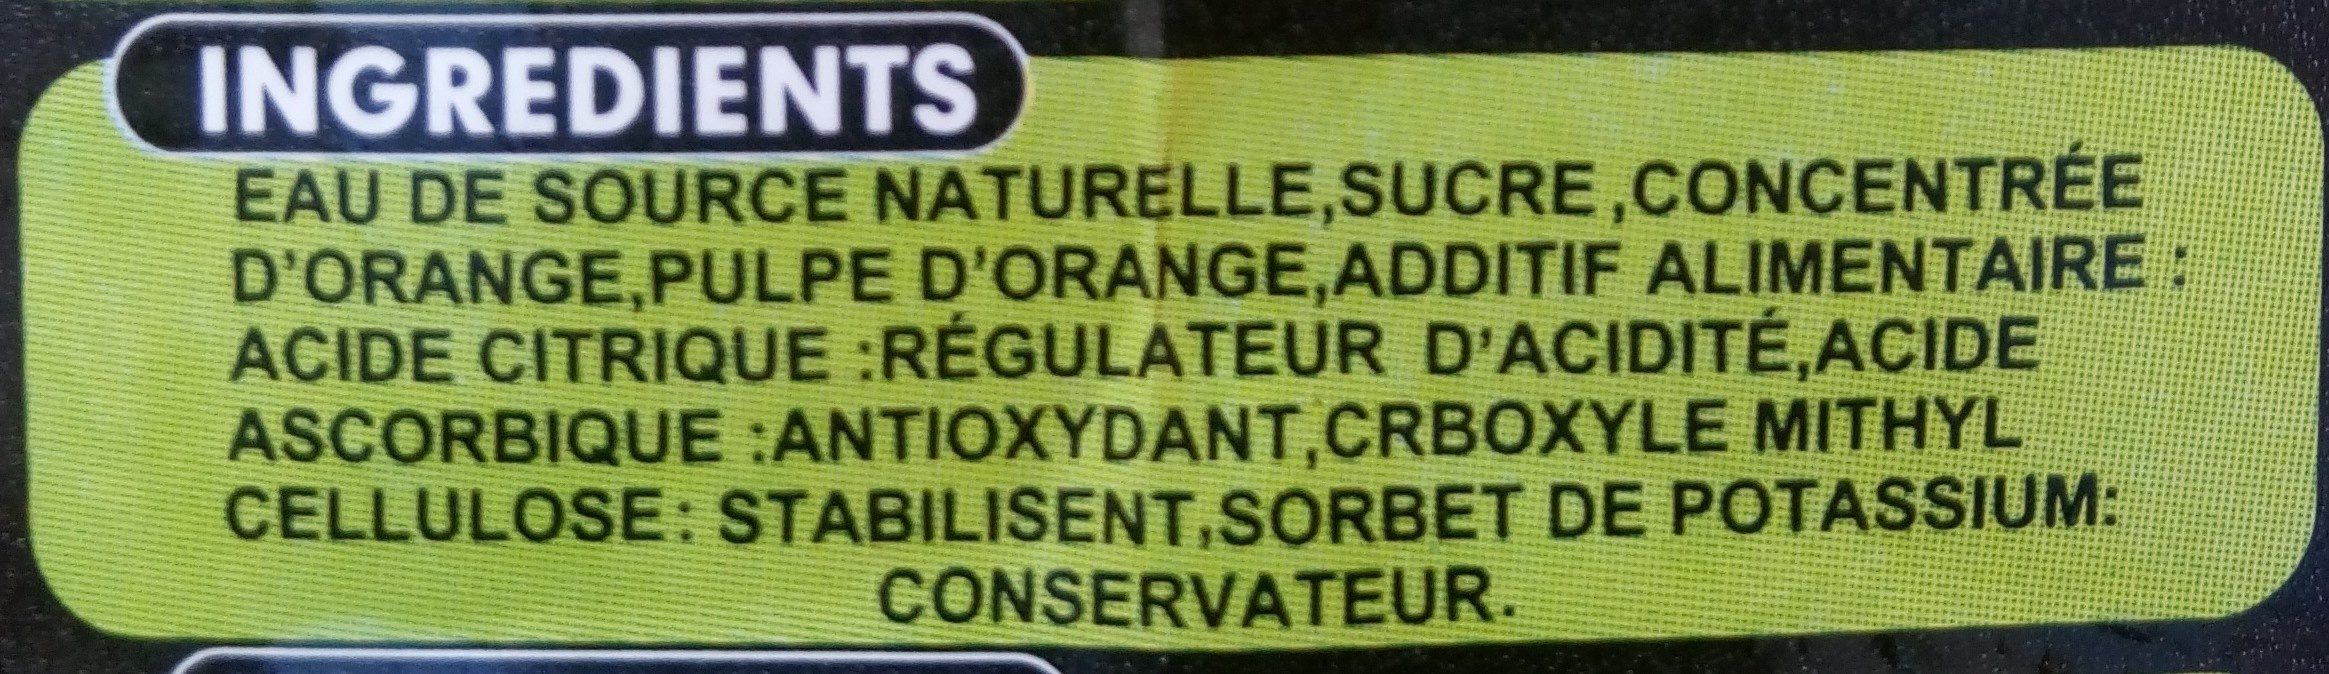 INGREDIENTS
EAU DE SOURCE NATURELLE,SUCRE,CONCENTRÉE
D'ORANGE,PULPE D'ORANGE,ADDITIF ALIMENTAIRE :
ACIDE CITRIQUE :RÉGULATEUR D'ACIDITÉ,ACIDE
ASCORBIQUE :ANTIOXYDANT,CRBOXYLE MITHYL
CELLULOSE: STABILISENT,SORBET DE POTASSIUM:
CONSERVATEUR.